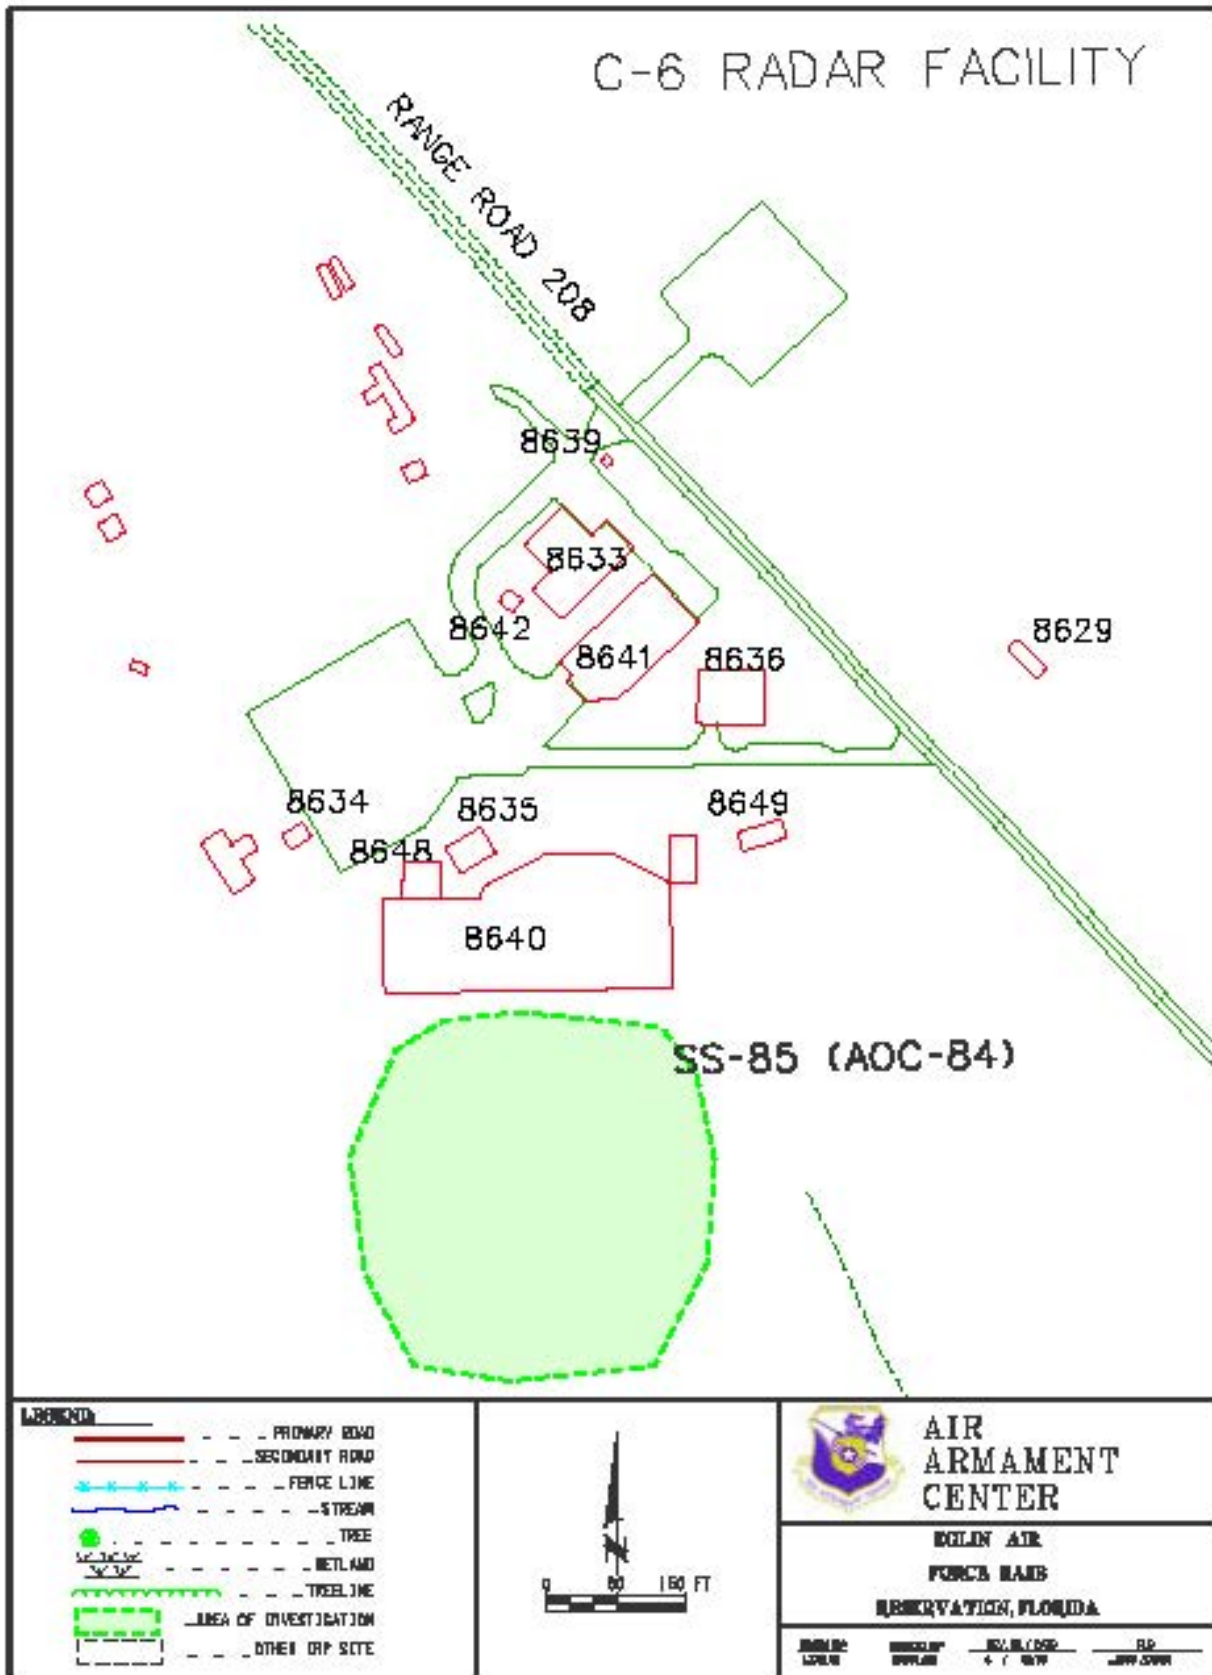 C-6 RADAR FACILITY
RANGE ROAD 208
8639
8633
8642
8641
8636
8629
8634
8635
8649
8648
8640
SS-85 (AOC-84)
LEGEND:
PRIMARY ROAD
SECONDARY ROAD
FENCE LINE
STREAM
TREE
WETLAND
TREELINE
AREA OF INVESTIGATION
OTHER IRP SITE
N
0 80 160 FT
AIR
ARMAMENT
CENTER
EGLIN AIR
FORCE BASE
RESERVATION, FLORIDA